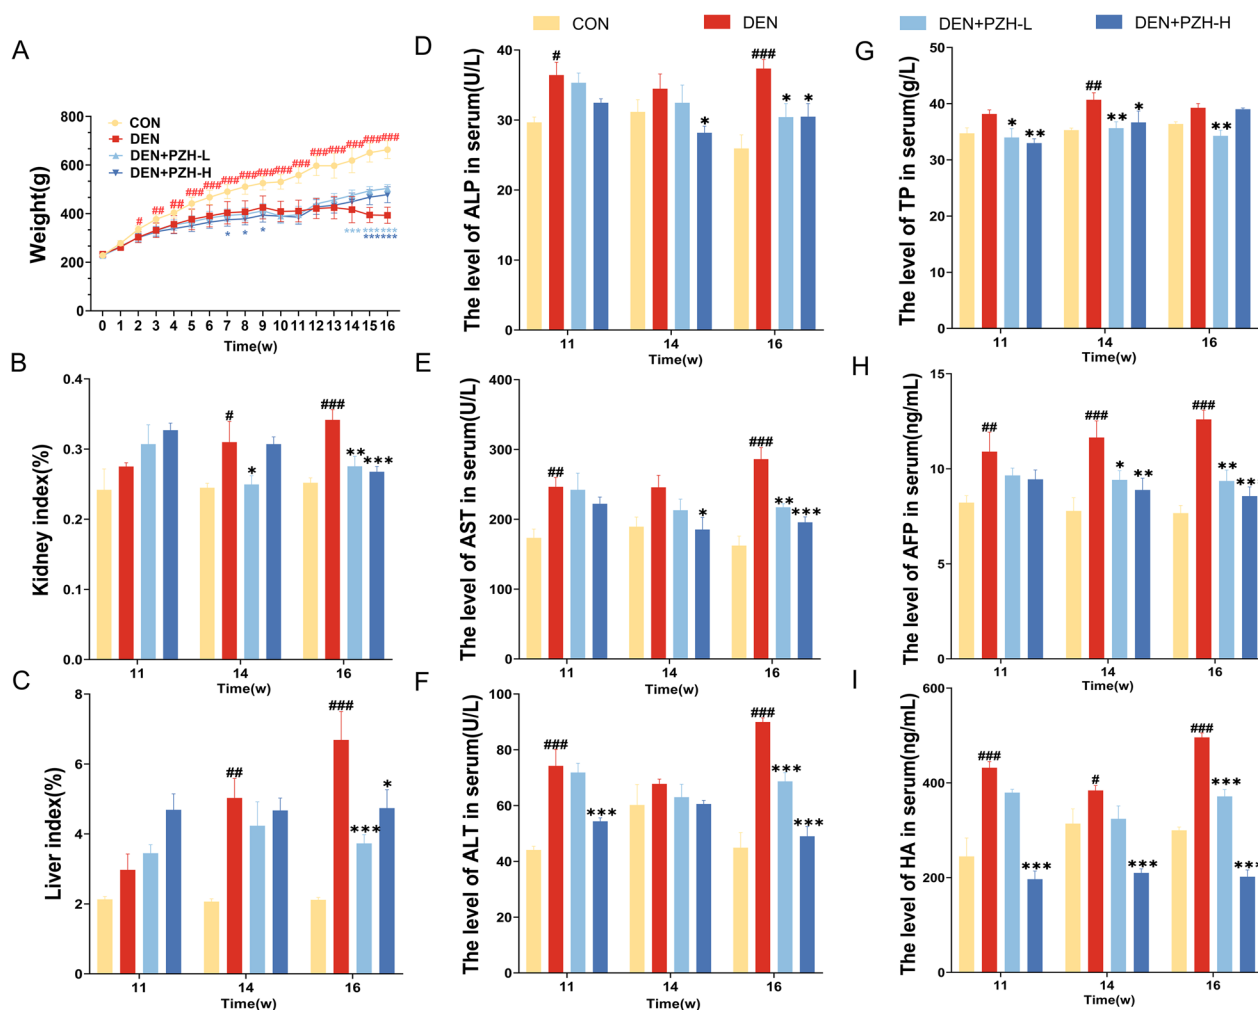 CON
DEN
DEN+PZH-L
DEN+PZH-H
A
Weight(g)
800
600
400
200
0
CON
DEN
DEN+PZH-L
DEN+PZH-H
# ## ## ### ### ### ### ### ### ### ### ### ### ### ###
* * * *** *** ***
*** ***
0 1 2 3 4 5 6 7 8 9 10 11 12 13 14 15 16
Time(w)
B
Kidney index(%)
0.4
0.3
0.2
0.1
0.0
# ###
* ** ***
11 14 16
Time(w)
C
Liver index(%)
8
6
4
2
0
## ###
*** *
11 14 16
Time(w)
D
The level of ALP in serum(U/L)
40
30
20
10
0
# ###
* * *
11 14 16
Time(w)
E
The level of AST in serum(U/L)
400
300
200
100
0
## ###
* ** ***
11 14 16
Time(w)
F
The level of ALT in serum(U/L)
100
80
60
40
20
0
### ###
*** *** ***
11 14 16
Time(w)
G
The level of TP in serum(g/L)
50
40
30
20
10
0
##
* ** ** * **
11 14 16
Time(w)
H
The level of AFP in serum(ng/mL)
15
10
5
0
## ### ###
* ** ** **
11 14 16
Time(w)
I
The level of HA in serum(ng/mL)
600
400
200
0
### # ###
*** *** *** ***
11 14 16
Time(w)